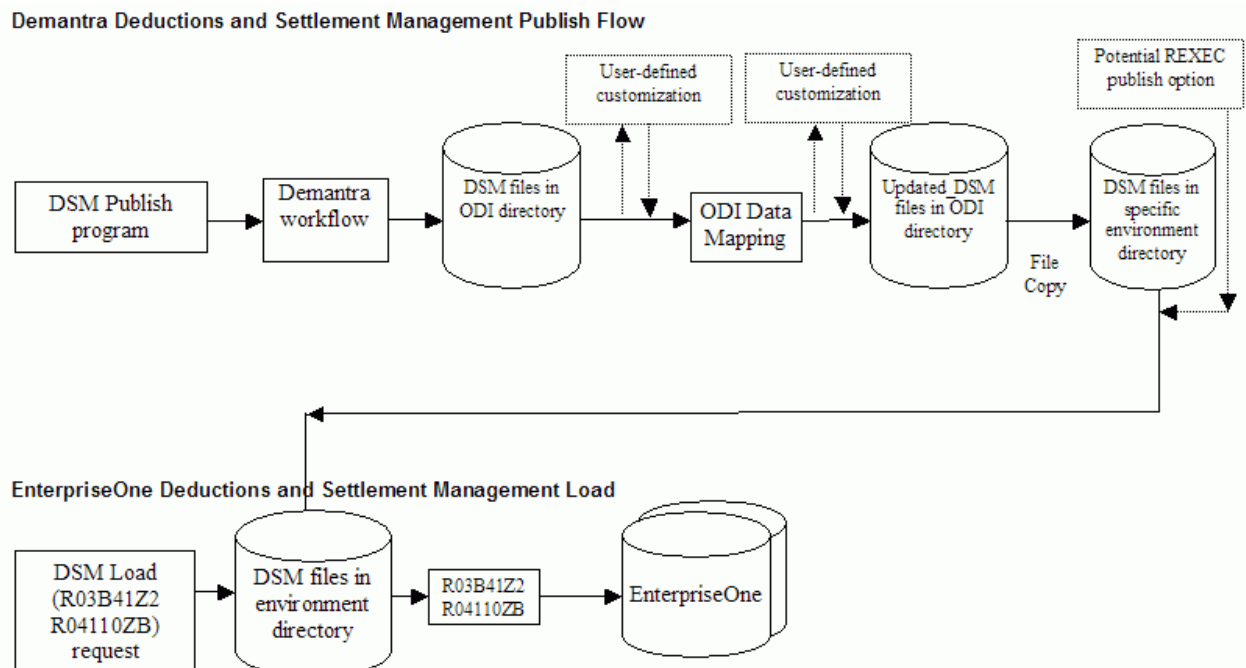 Demantra Deductions and Settlement Management Publish Flow
User-defined
customization
User-defined
customization
Potential REXEC
publish option
DSM Publish
program
Demantra
workflow
DSM files in
ODI directory
ODI Data
Mapping
Updated_DSM
files in ODI
directory
File
Copy
DSM files in
specific
environment
directory
EnterpriseOne Deductions and Settlement Management Load
DSM Load
(R03B41Z2
R04110ZB)
request
DSM files in
environment
directory
R03B41Z2
R04110ZB
EnterpriseOne